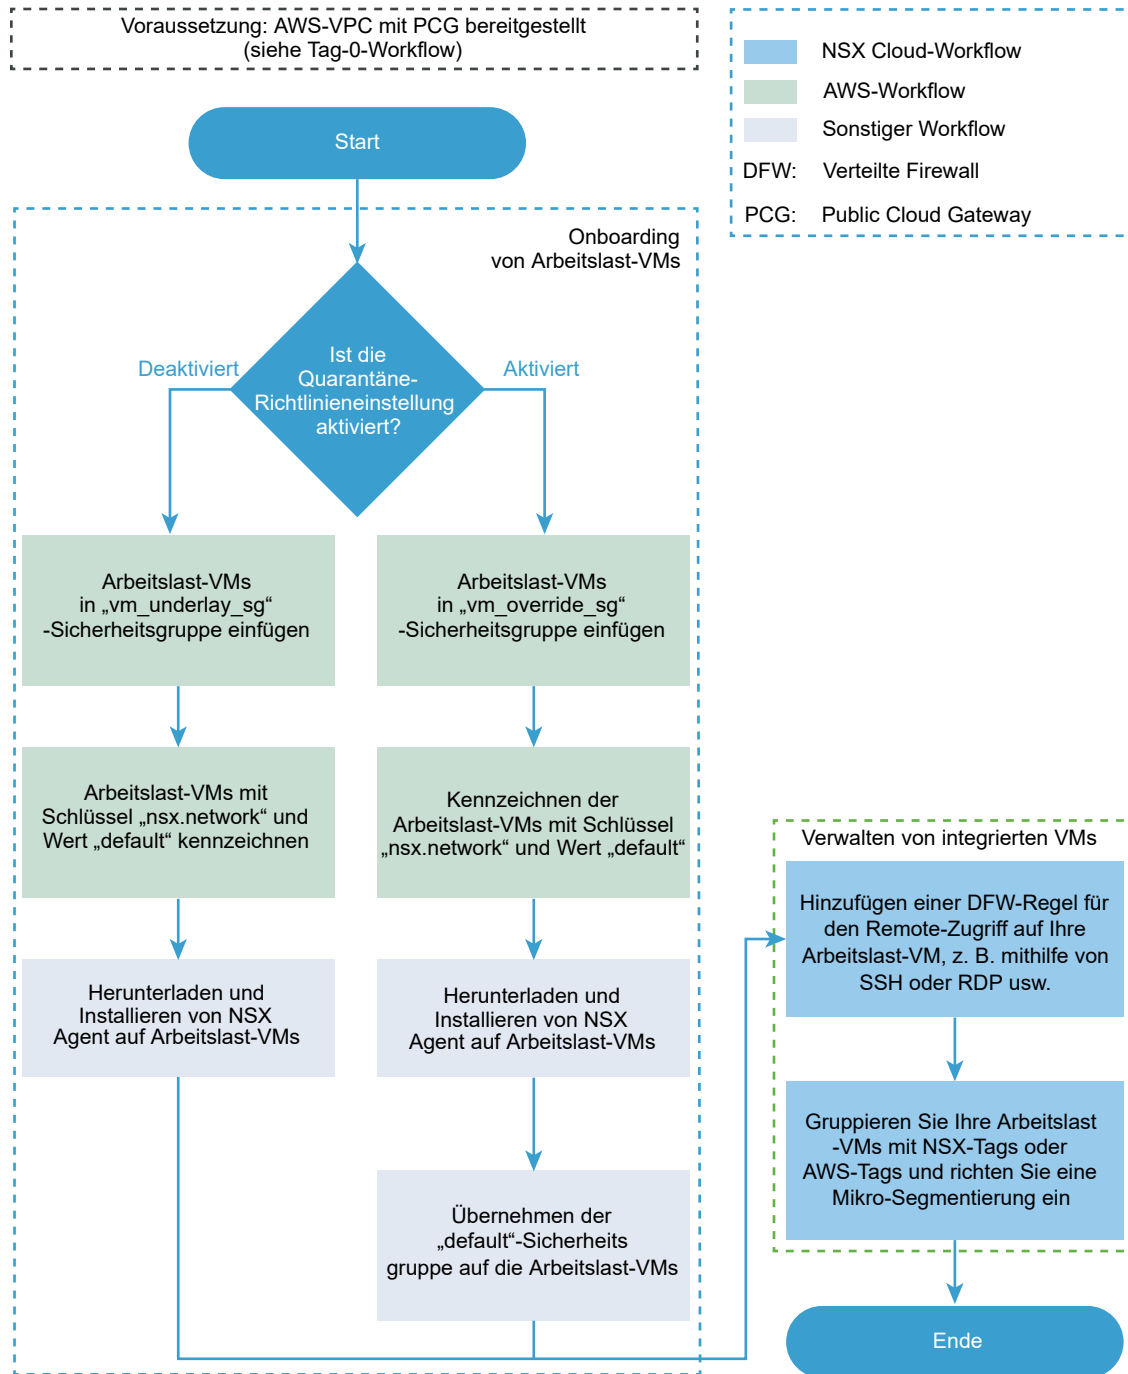 Voraussetzung: AWS-VPC mit PCG bereitgestellt
(siehe Tag-0-Workflow)
NSX Cloud-Workflow
AWS-Workflow
Sonstiger Workflow
DFW: Verteilte Firewall
PCG: Public Cloud Gateway
Start
Onboarding
von Arbeitslast-VMs
Ist die
Quarantäne-
Richtlinieneinstellung
aktiviert?
Deaktiviert
Aktiviert
Arbeitslast-VMs
in „vm_underlay_sg“
-Sicherheitsgruppe einfügen
Arbeitslast-VMs
in „vm_override_sg“
-Sicherheitsgruppe einfügen
Arbeitslast-VMs mit
Schlüssel „nsx.network“ und
Wert „default“ kennzeichnen
Kennzeichnen der
Arbeitslast-VMs mit Schlüssel
„nsx.network“ und Wert „default“
Herunterladen und
Installieren von NSX
Agent auf Arbeitslast-VMs
Herunterladen und
Installieren von NSX
Agent auf Arbeitslast-VMs
Übernehmen der
„default“-Sicherheits
gruppe auf die Arbeitslast-VMs
Verwalten von integrierten VMs
Hinzufügen einer DFW-Regel für
den Remote-Zugriff auf Ihre
Arbeitslast-VM, z. B. mithilfe von
SSH oder RDP usw.
Gruppieren Sie Ihre Arbeitslast
-VMs mit NSX-Tags oder
AWS-Tags und richten Sie eine
Mikro-Segmentierung ein
Ende